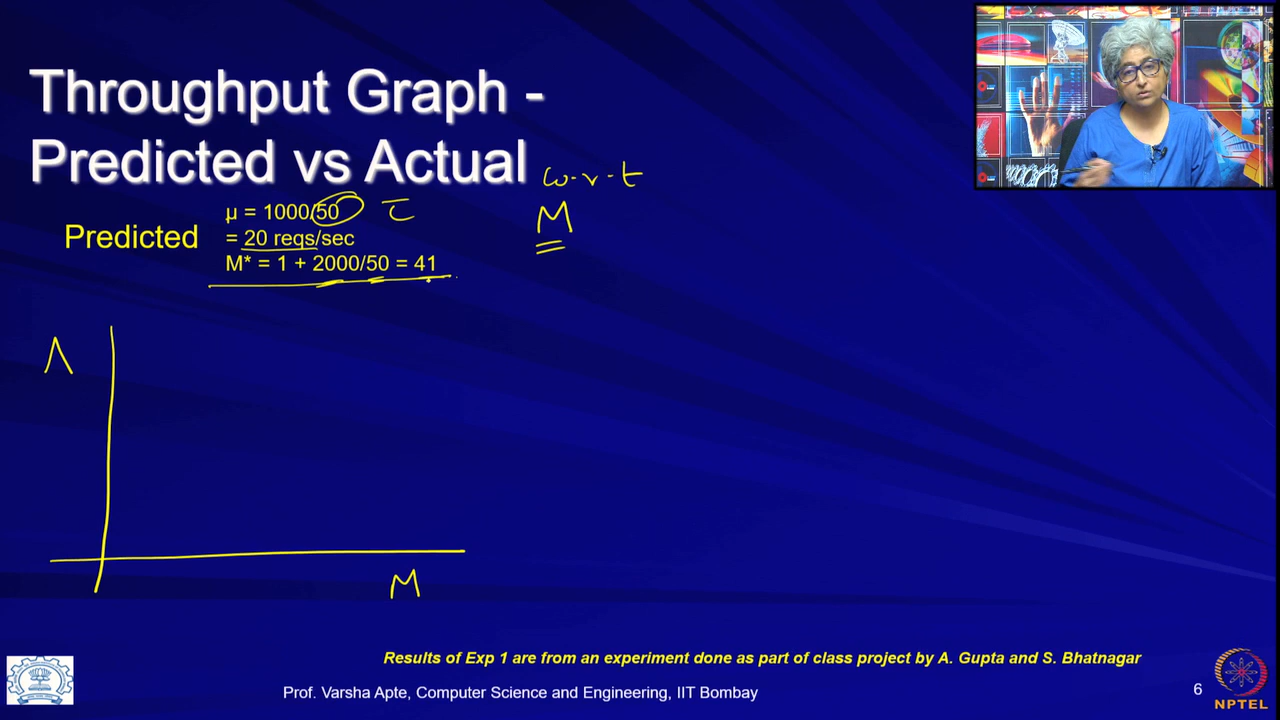 Throughput Graph -
Predicted vs Actual
w.r.t
M
Predicted
μ = 1000/50 τ
= 20 reqs/sec
M* = 1 + 2000/50 = 41
Λ
M
Results of Exp 1 are from an experiment done as part of class project by A. Gupta and S. Bhatnagar
Prof. Varsha Apte, Computer Science and Engineering, IIT Bombay
6
NPTEL